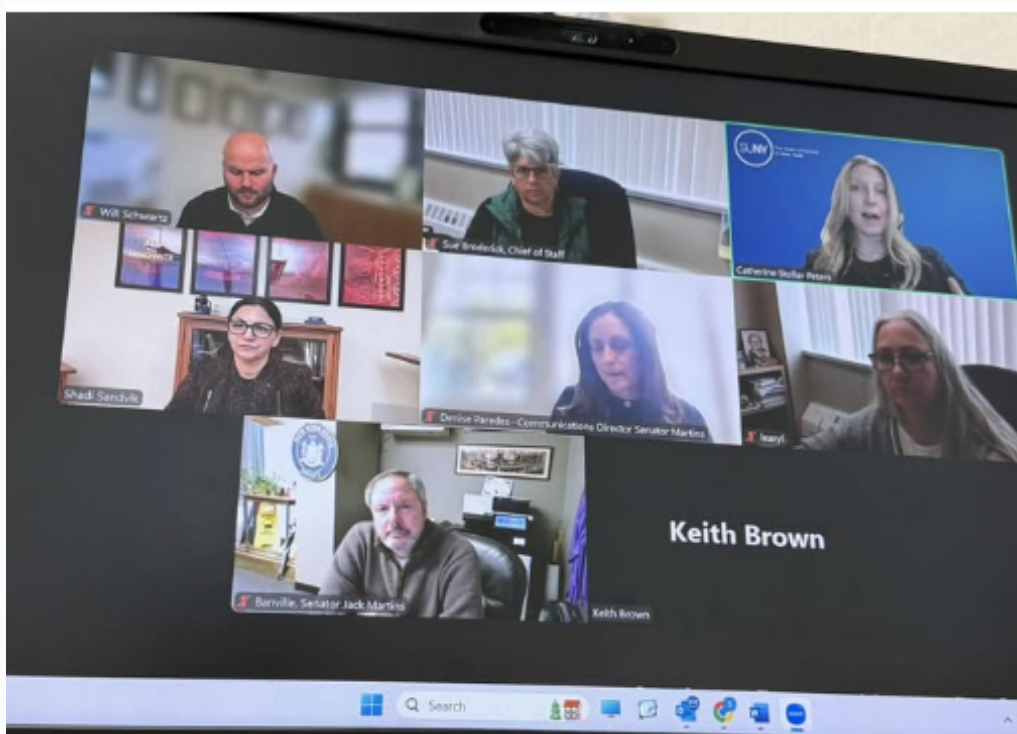 Will Schwartz
Sue Broderick, Chief of Staff
SUNY
Catherine Stollar Peters
Shadi Sandvik
Denise Paredes--Communications Director Senator Martins
learyl
Banville, Senator Jack Martins
Keith Brown
Keith Brown
Search